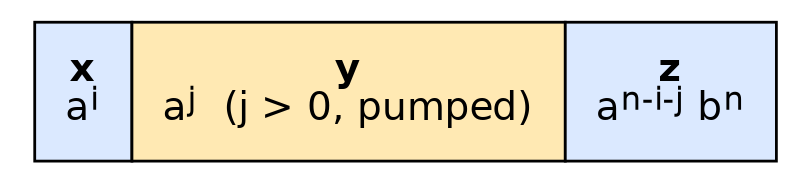 x y z
aⁱ aʲ (j > 0, pumped) aⁿ⁻ⁱ⁻ʲ bⁿ